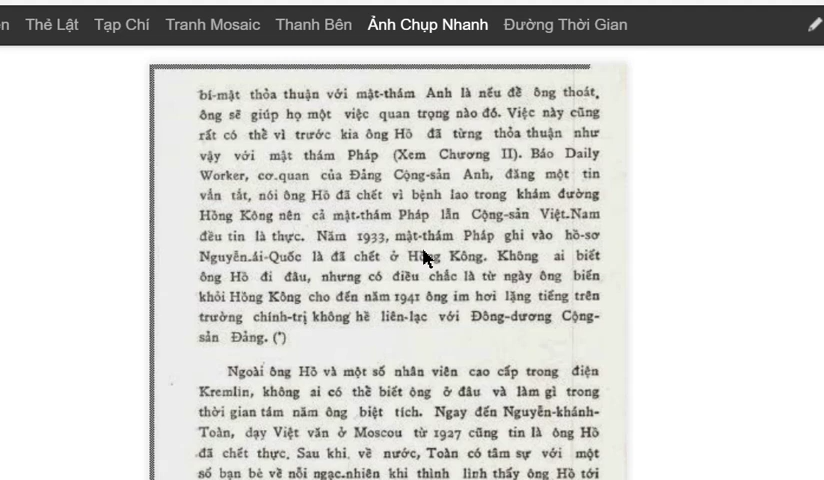 Thẻ Lật Tạp Chí Tranh Mosaic Thanh Bên Ảnh Chụp Nhanh Đường Thời Gian
bí-mật thỏa thuận với mật-thám Anh là nếu để ông thoát,
ông sẽ giúp họ một việc quan trọng nào đó. Việc này cũng
rất có thể vì trước kia ông Hồ đã từng thỏa thuận như
vậy với mật thám Pháp (Xem Chương II). Báo Daily
Worker, cơ.quan của Đảng Cộng-sản Anh, đăng một tin
vắn tắt, nói ông Hồ đã chết vì bệnh lao trong khám đường
Hồng Kông nên cả mật-thám Pháp lẫn Cộng-sản Việt.Nam
đều tin là thực. Năm 1933, mật-thám Pháp ghi vào hồ-sơ
Nguyễn.ái-Quốc là đã chết ở Hồng Kông. Không ai biết
ông Hồ đi đâu, nhưng có điều chắc là từ ngày ông biến
khỏi Hồng Kông cho đến năm 1941 ông im hơi lặng tiếng trên
trường chính-trị không hề liên-lạc với Đông-dương Cộng-
sản Đảng. (*)
Ngoài ông Hồ và một số nhân viên cao cấp trong điện
Kremlin, không ai có thể biết ông ở đâu và làm gì trong
thời gian tám năm ông biệt tích. Ngay đến Nguyễn-khánh-
Toàn, dạy Việt văn ở Moscou từ 1927 cũng tin là ông Hồ
đã chết thực. Sau khi về nước, Toàn có tâm sự với một
số bạn bè về nỗi ngạc.nhiên khi thình lình thấy ông Hồ tới